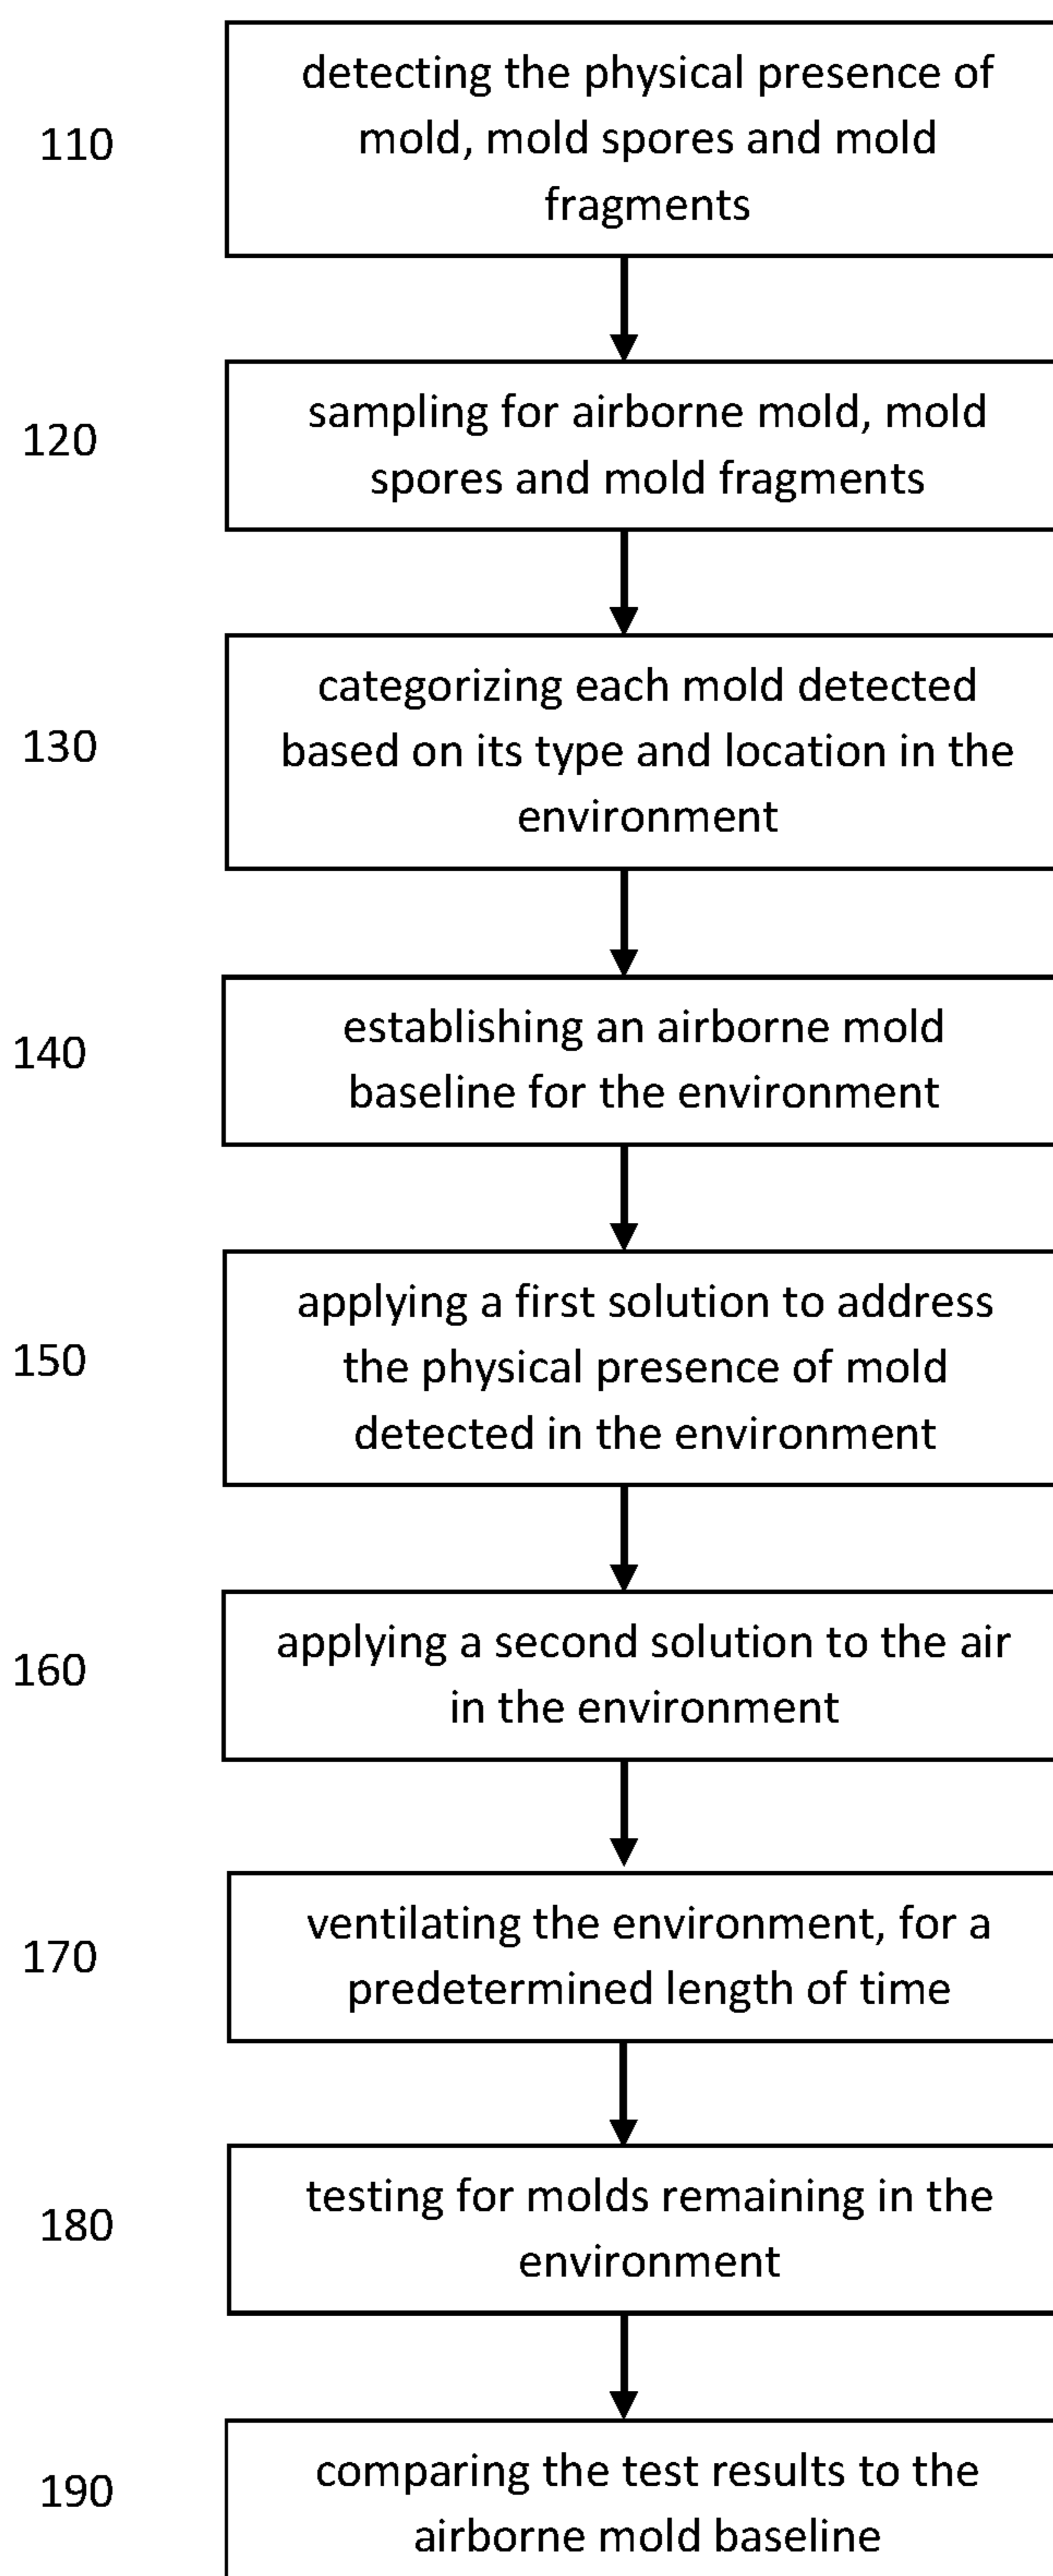 detecting the physical presence of
110
mold, mold spores and mold
fragments
sampling for airborne mold, mold
120
spores and mold fragments
categorizing each mold detected
130
based on its type and location in the
environment
establishing an airborne mold
140
baseline for the environment
applying a first solution to address
150
the physical presence of mold
detected in the environment
applying a second solution to the air
160
in the environment
ventilating the environment, for a
170
predetermined length of time
testing for molds remaining in the
180
environment
comparing the test results to the
190
airborne mold baseline